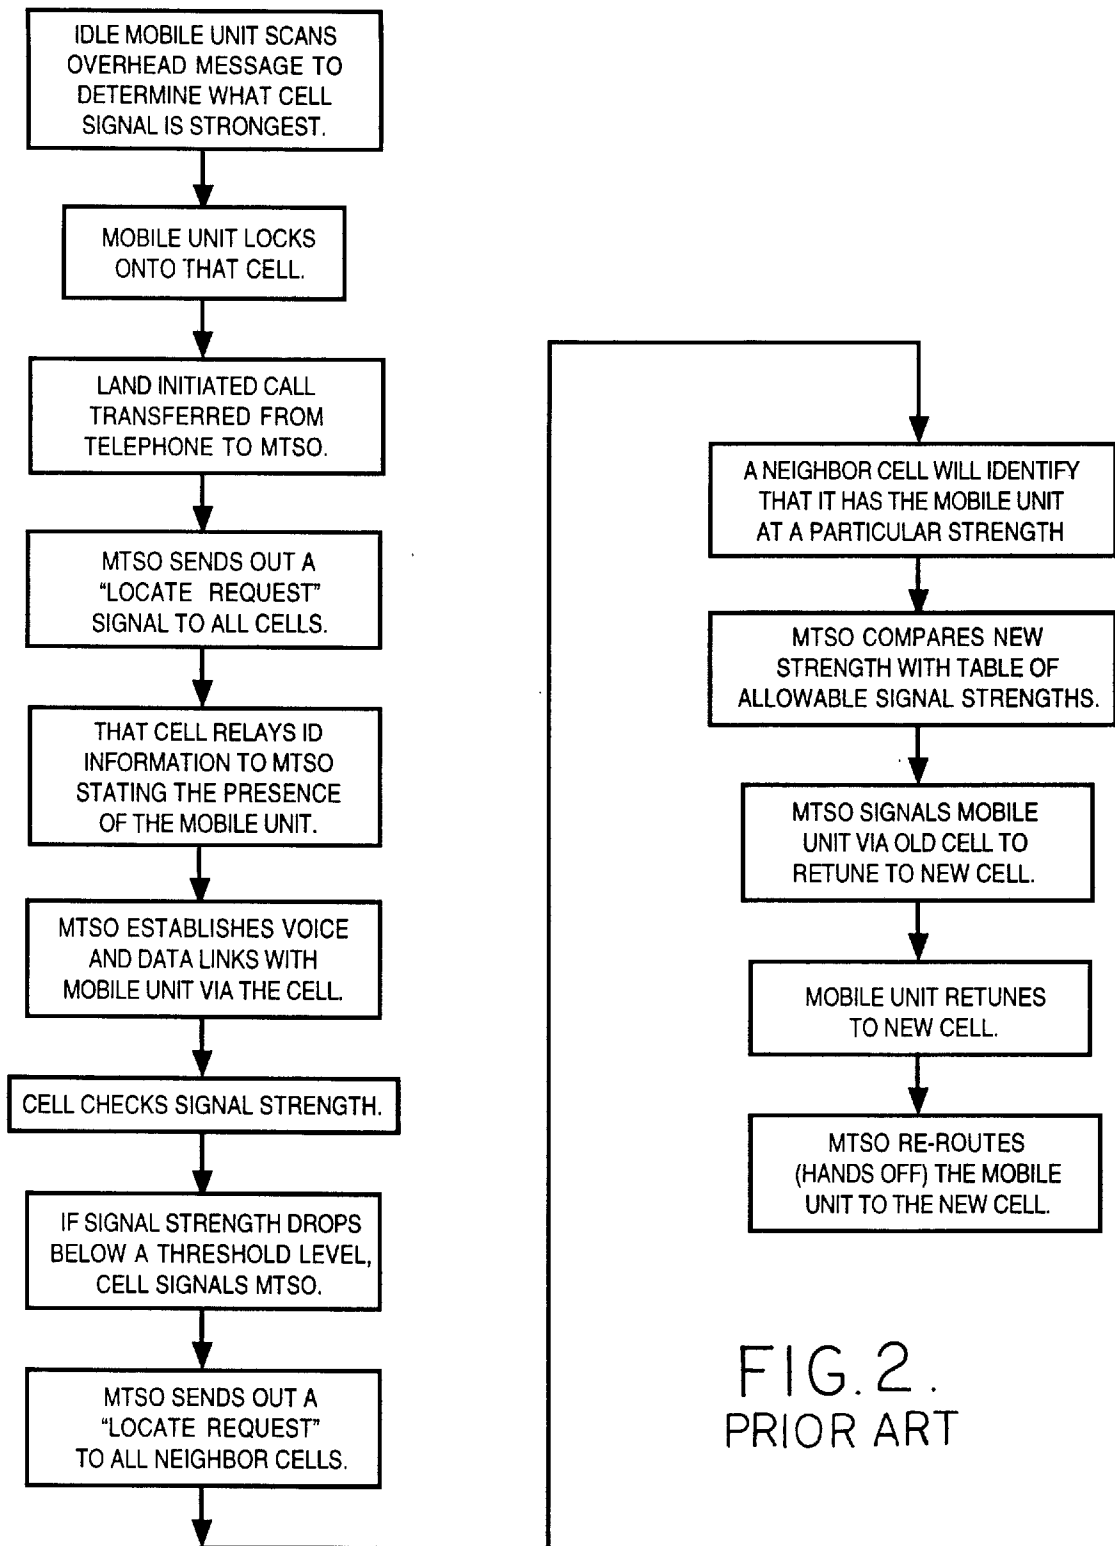 IDLE MOBILE UNIT SCANS
OVERHEAD MESSAGE TO
DETERMINE WHAT CELL
SIGNAL IS STRONGEST.
MOBILE UNIT LOCKS
ONTO THAT CELL.
LAND INITIATED CALL
TRANSFERRED FROM
TELEPHONE TO MTSO.
MTSO SENDS OUT A
“LOCATE REQUEST”
SIGNAL TO ALL CELLS.
THAT CELL RELAYS ID
INFORMATION TO MTSO
STATING THE PRESENCE
OF THE MOBILE UNIT.
MTSO ESTABLISHES VOICE
AND DATA LINKS WITH
MOBILE UNIT VIA THE CELL.
CELL CHECKS SIGNAL STRENGTH.
IF SIGNAL STRENGTH DROPS
BELOW A THRESHOLD LEVEL,
CELL SIGNALS MTSO.
MTSO SENDS OUT A
“LOCATE REQUEST”
TO ALL NEIGHBOR CELLS.
A NEIGHBOR CELL WILL IDENTIFY
THAT IT HAS THE MOBILE UNIT
AT A PARTICULAR STRENGTH
MTSO COMPARES NEW
STRENGTH WITH TABLE OF
ALLOWABLE SIGNAL STRENGTHS.
MTSO SIGNALS MOBILE
UNIT VIA OLD CELL TO
RETUNE TO NEW CELL.
MOBILE UNIT RETUNES
TO NEW CELL.
MTSO RE-ROUTES
(HANDS OFF) THE MOBILE
UNIT TO THE NEW CELL.
FIG. 2.
PRIOR ART